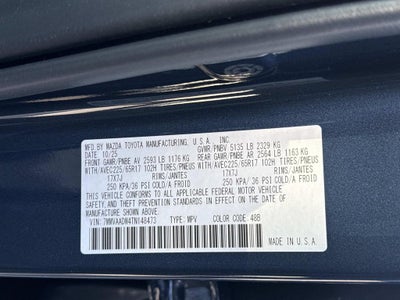 MFD. BY MAZDA TOYOTA MANUFACTURING, U.S.A., INC.
DATE: 10/25 GVWR/PNBV 5135 LB 2329 KG
FRONT GAWR/PNBE AV 2593 LB 1176 KG REAR GAWR/PNBE AR 2564 LB 1163 KG
WITH/AVEC225/65R17 102H TIRES/PNEUS WITH/AVEC225/65R17 102H TIRES/PNEUS
17X7J RIMS/JANTES 17X7J RIMS/JANTES
250 KPA/36 PSI COLD/A FROID 250 KPA/36 PSI COLD/A FROID
THIS VEHICLE CONFORMS TO ALL APPLICABLE FEDERAL MOTOR VEHICLE
SAFETY, BUMPER, AND THEFT PREVENTION STANDARDS IN EFFECT ON THE DATE OF
MANUFACTURE SHOWN ABOVE.
VIN: TYPE: MPV COLOR CODE: 48B